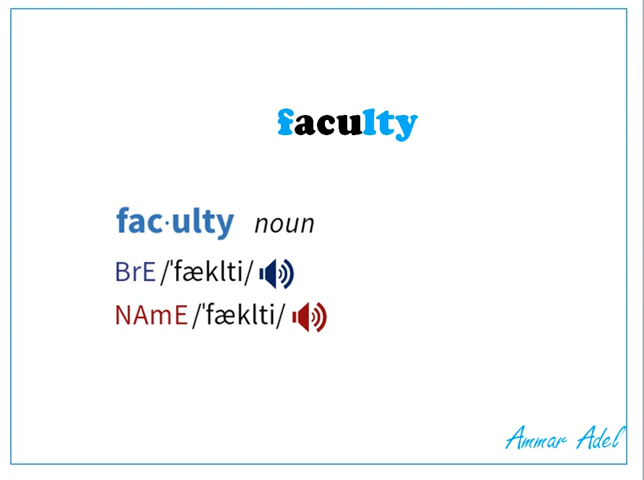 faculty
fac·ulty noun
BrE /ˈfæklti/
NAmE /ˈfæklti/
Ammar Adel